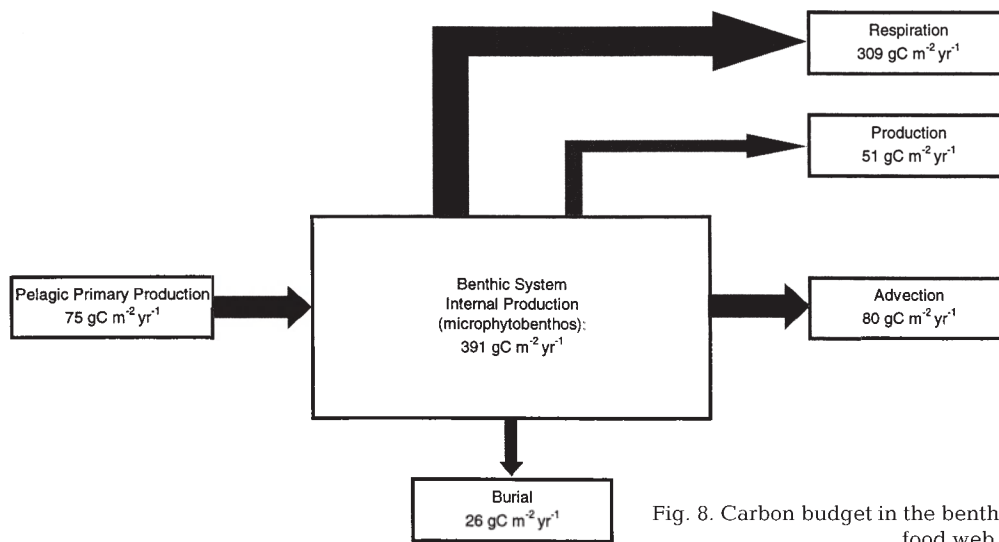 Respiration
309 gC m⁻² yr⁻¹
Production
51 gC m⁻² yr⁻¹
Pelagic Primary Production
75 gC m⁻² yr⁻¹
Benthic System
Internal Production
(microphytobenthos):
391 gC m⁻² yr⁻¹
Advection
80 gC m⁻² yr⁻¹
Burial
26 gC m⁻² yr⁻¹
Fig. 8. Carbon budget in the benth
food web